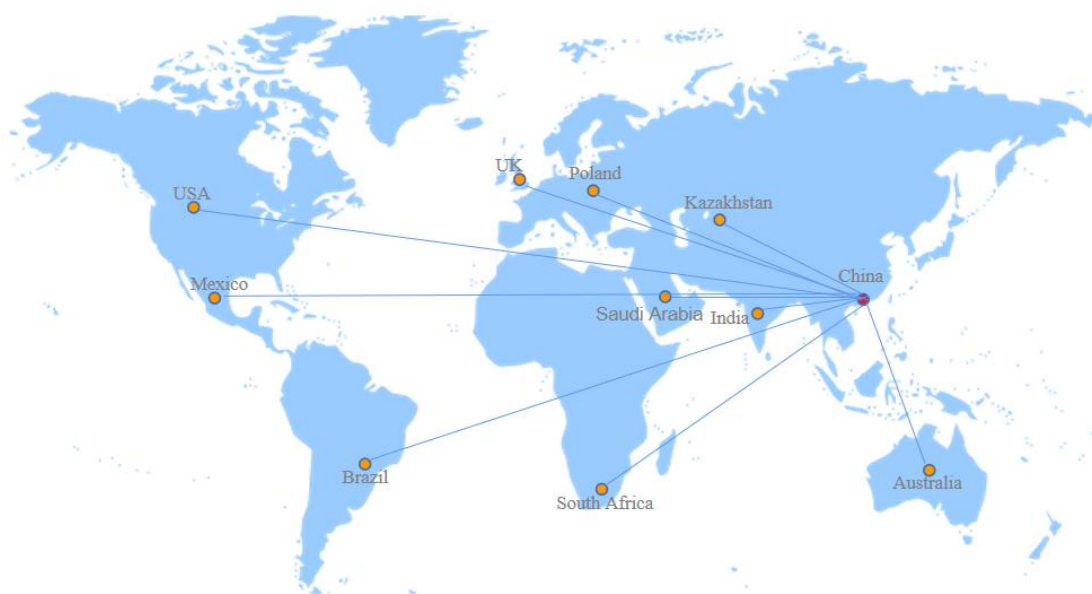 UK
Poland
USA
Kazakhstan
China
Mexico
Saudi Arabia
India
Brazil
Australia
South Africa